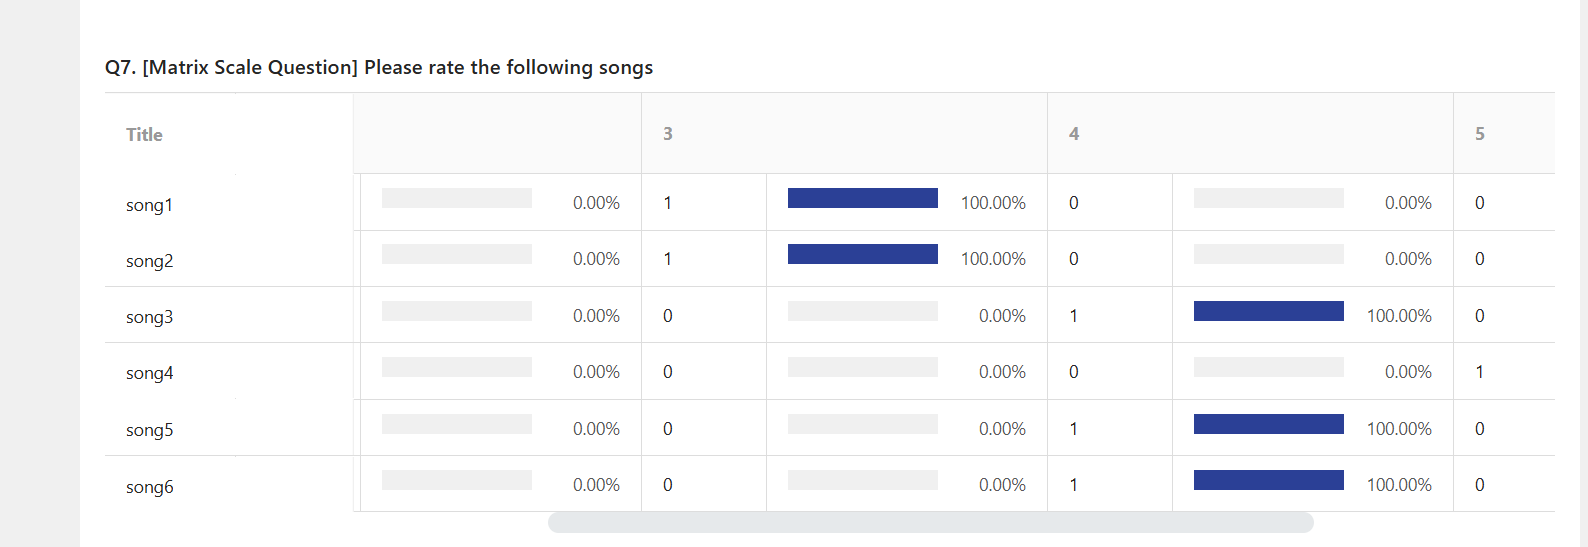 Q7. [Matrix Scale Question] Please rate the following songs
Title 3 4 5
song1 0.00% 1 100.00% 0 0.00% 0
song2 0.00% 1 100.00% 0 0.00% 0
song3 0.00% 0 0.00% 1 100.00% 0
song4 0.00% 0 0.00% 0 0.00% 1
song5 0.00% 0 0.00% 1 100.00% 0
song6 0.00% 0 0.00% 1 100.00% 0